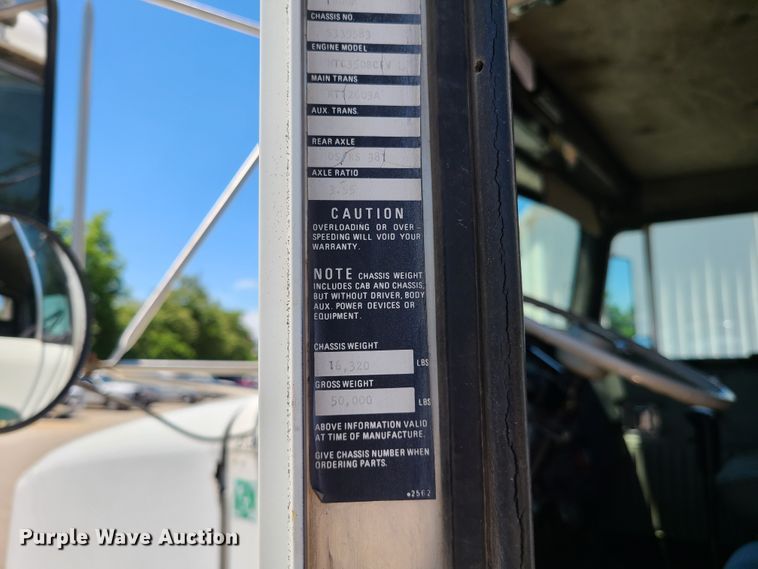 CHASSIS NO.
ENGINE MODEL
MAIN TRANS
AUX. TRANS.
REAR AXLE
AXLE RATIO
CAUTION
OVERLOADING OR OVER-
SPEEDING WILL VOID YOUR
WARRANTY.
NOTE CHASSIS WEIGHT
INCLUDES CAB AND CHASSIS,
BUT WITHOUT DRIVER, BODY
AUX. POWER DEVICES OR
EQUIPMENT.
CHASSIS WEIGHT
16,320 LBS
GROSS WEIGHT
50,000 LBS
ABOVE INFORMATION VALID
AT TIME OF MANUFACTURE.
GIVE CHASSIS NUMBER WHEN
ORDERING PARTS.
2562
Purple Wave Auction